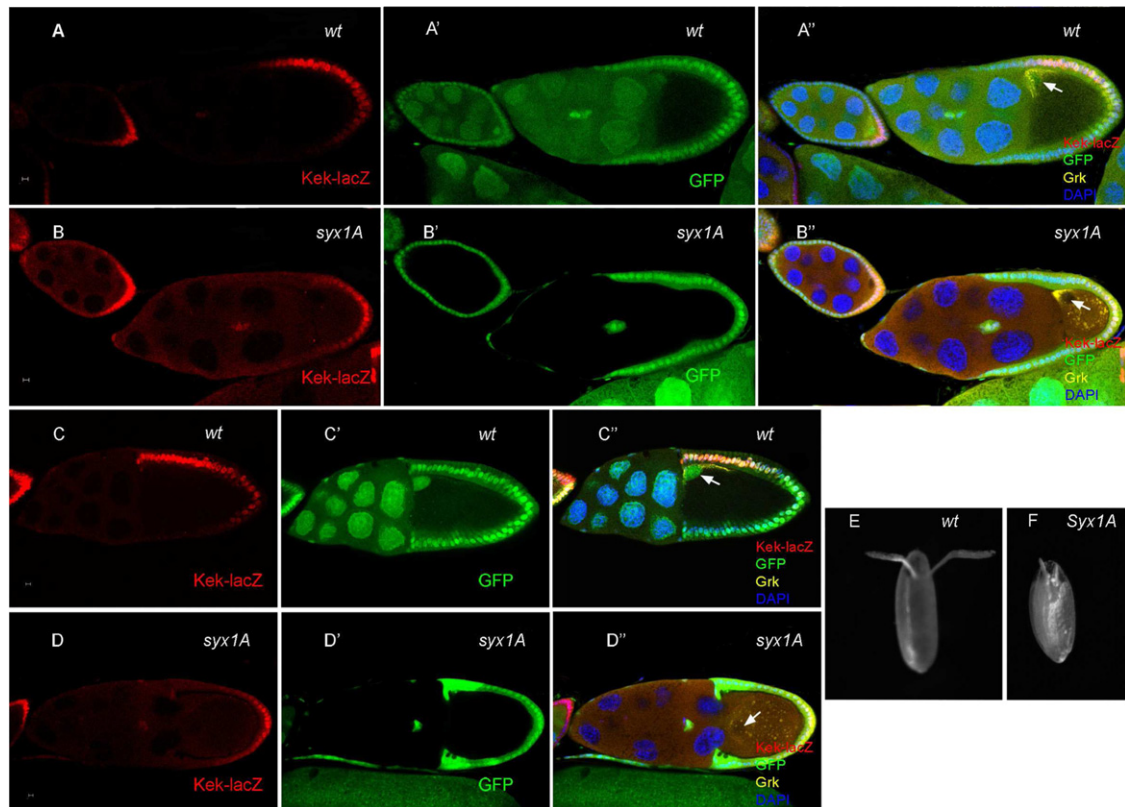 A wt
Kek-lacZ
A' wt
GFP
A'' wt
Kek-lacZ
GFP
Grk
DAPI
B syx1A
Kek-lacZ
B' syx1A
GFP
B'' syx1A
Kek-lacZ
GFP
Grk
DAPI
C wt
Kek-lacZ
C' wt
GFP
C'' wt
Kek-lacZ
GFP
Grk
DAPI
D syx1A
Kek-lacZ
D' syx1A
GFP
D'' syx1A
Kek-lacZ
GFP
Grk
DAPI
E wt
F Syx1A